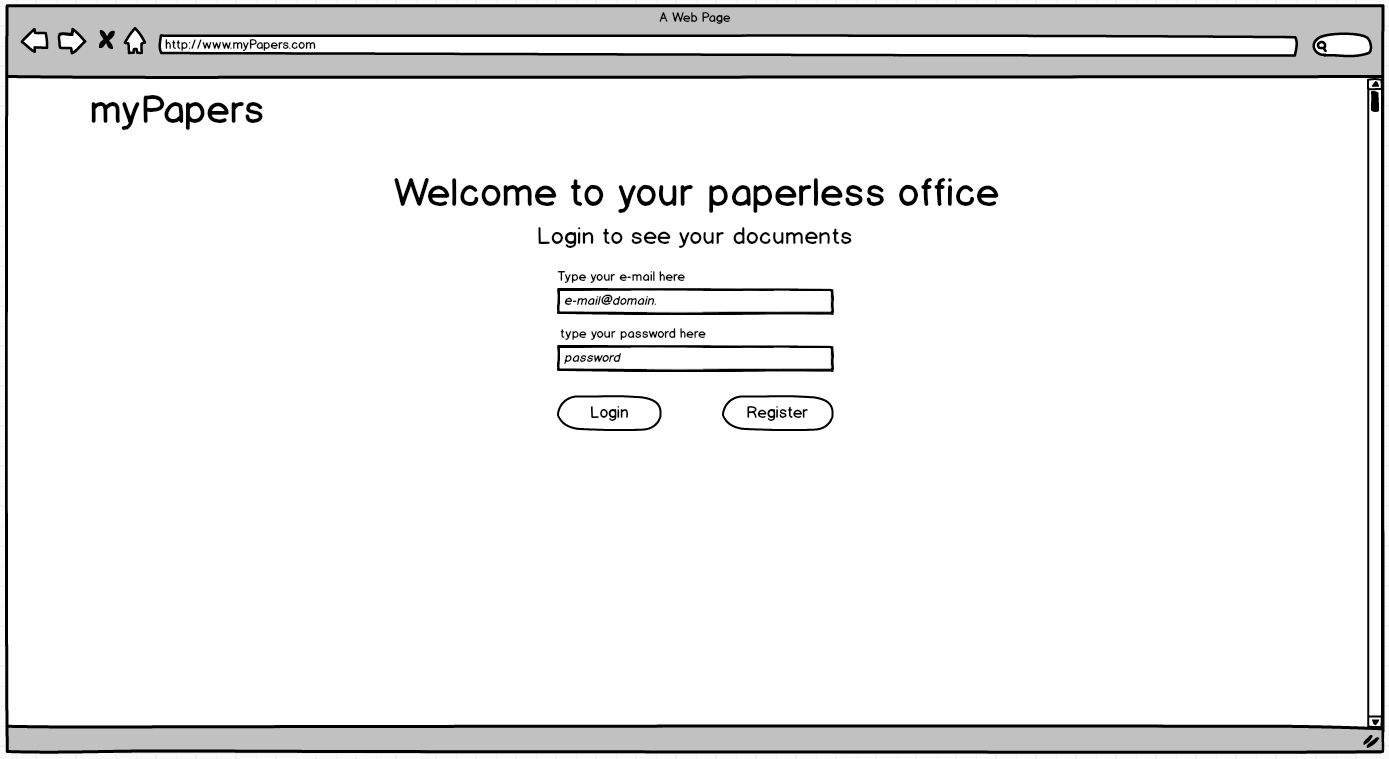 A Web Page
http://www.myPapers.com
myPapers
Welcome to your paperless office
Login to see your documents
Type your e-mail here
e-mail@domain.
type your password here
password
Login Register